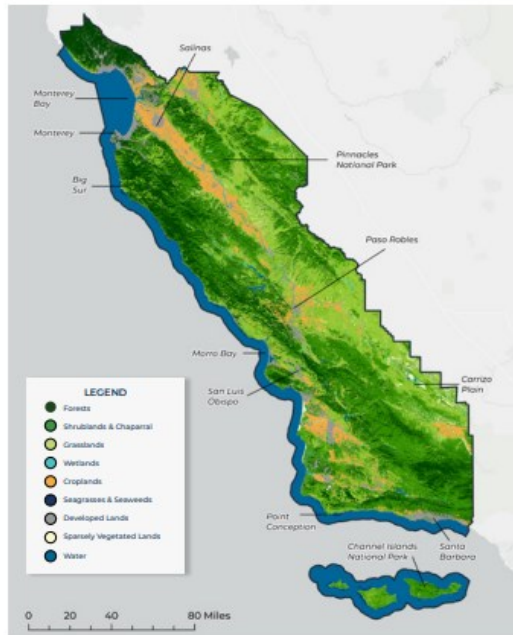 Salinas
Monterey
Bay
Monterey
Pinnacles
National Park
Big
Sur
Paso Robles
Morro Bay
Carrizo
Plain
San Luis
Obispo
LEGEND
Forests
Shrublands & Chaparral
Grasslands
Wetlands
Croplands
Seagrasses & Seaweeds
Developed Lands
Sparsely Vegetated Lands
Water
Point
Conception
Santa
Barbara
Channel Islands
National Park
0 20 40 80 Miles